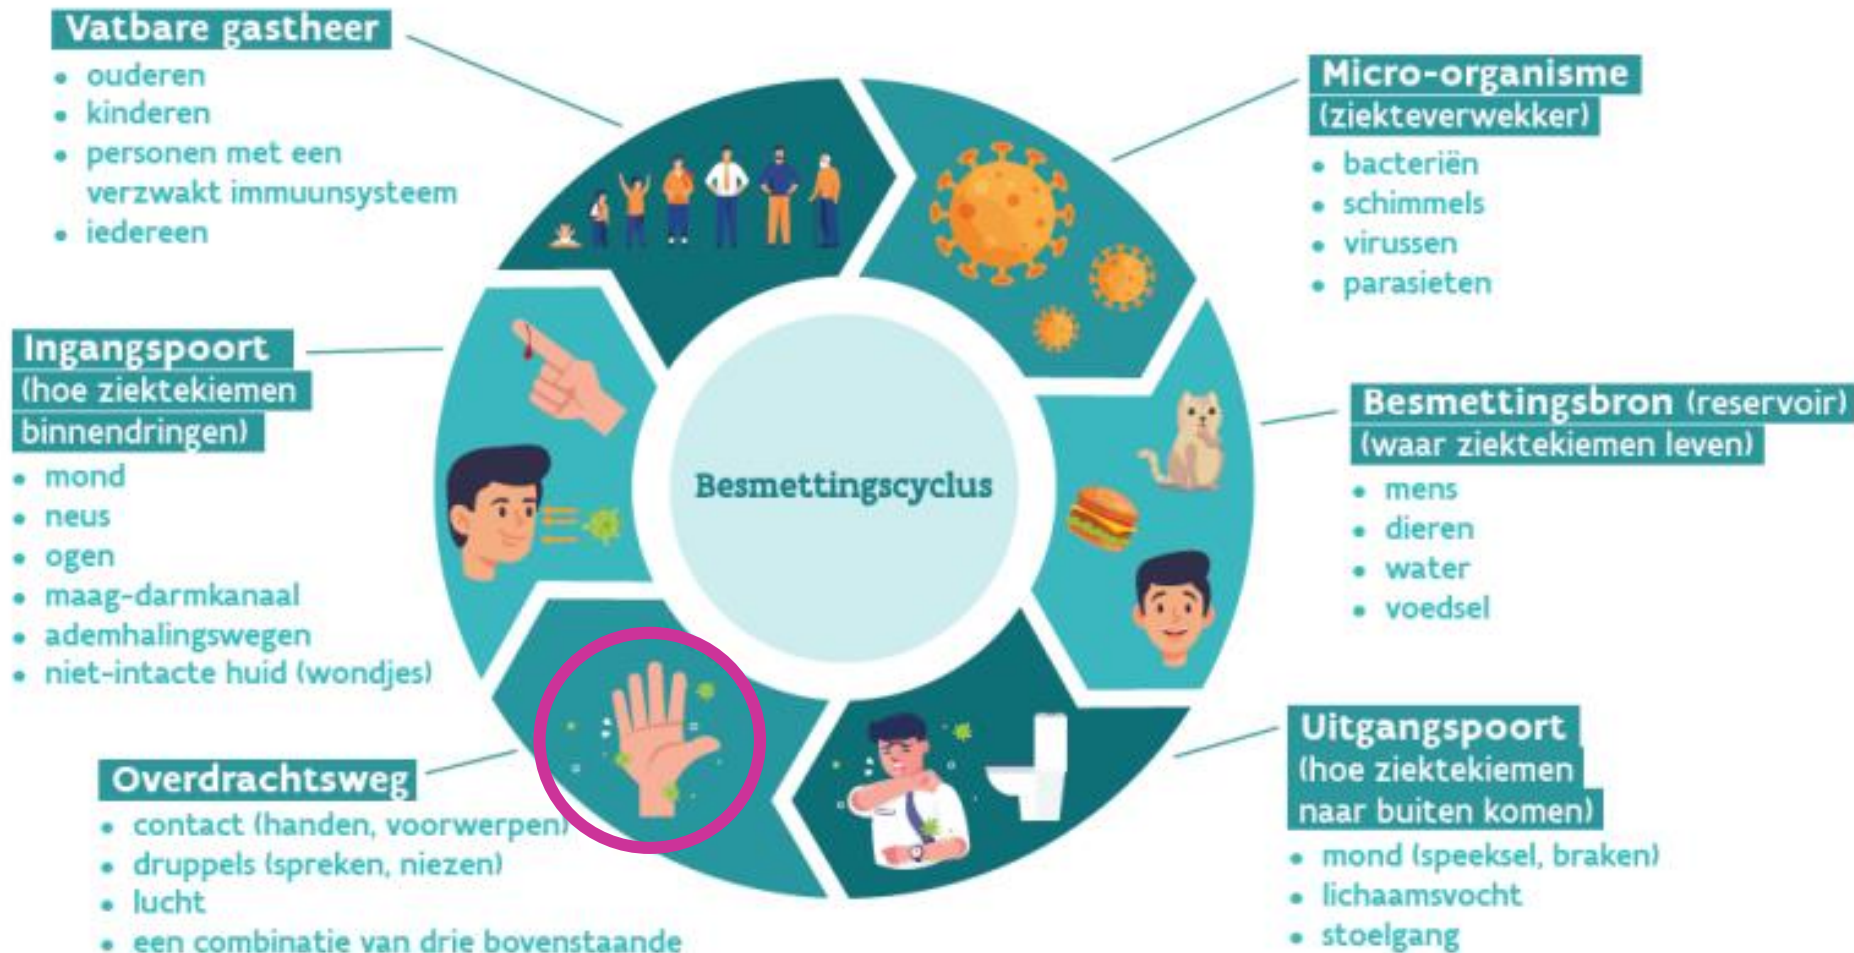 Vatbare gastheer
• ouderen
• kinderen
• personen met een
verzwakt immuunsysteem
• iedereen
Micro-organisme
(ziekteverwekker)
• bacteriën
• schimmels
• virussen
• parasieten
Besmettingsbron (reservoir)
(waar ziektekiemen leven)
• mens
• dieren
• water
• voedsel
Uitgangspoort
(hoe ziektekiemen
naar buiten komen)
• mond (speeksel, braken)
• lichaamsvocht
• stoelgang
Overdrachtsweg
• contact (handen, voorwerpen)
• druppels (spreken, niezen)
• lucht
• een combinatie van drie bovenstaande
Ingangspoort
(hoe ziektekiemen
binnendringen)
• mond
• neus
• ogen
• maag-darmkanaal
• ademhalingswegen
• niet-intacte huid (wondjes)
Besmettingscyclus